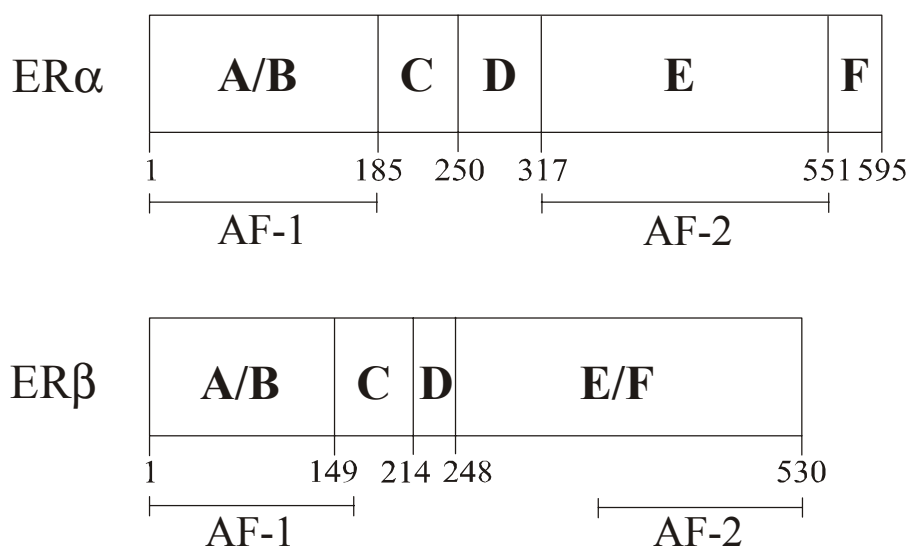 ERα A/B C D E F
1 185 250 317 551 595
AF-1 AF-2
ERβ A/B C D E/F
1 149 214 248 530
AF-1 AF-2